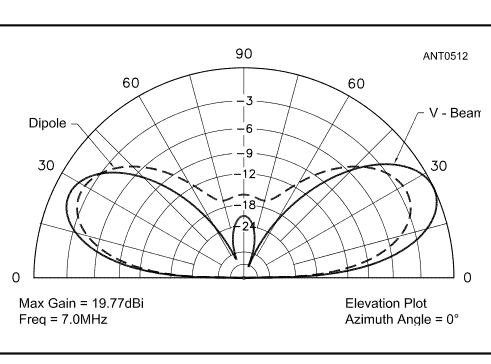 90
ANT0512
60
60
-3
Dipole
V - Beam
-6
-9
30
30
-12
-18
-24
0
0
Max Gain = 19.77dBi
Elevation Plot
Freq = 7.0MHz
Azimuth Angle = 0°